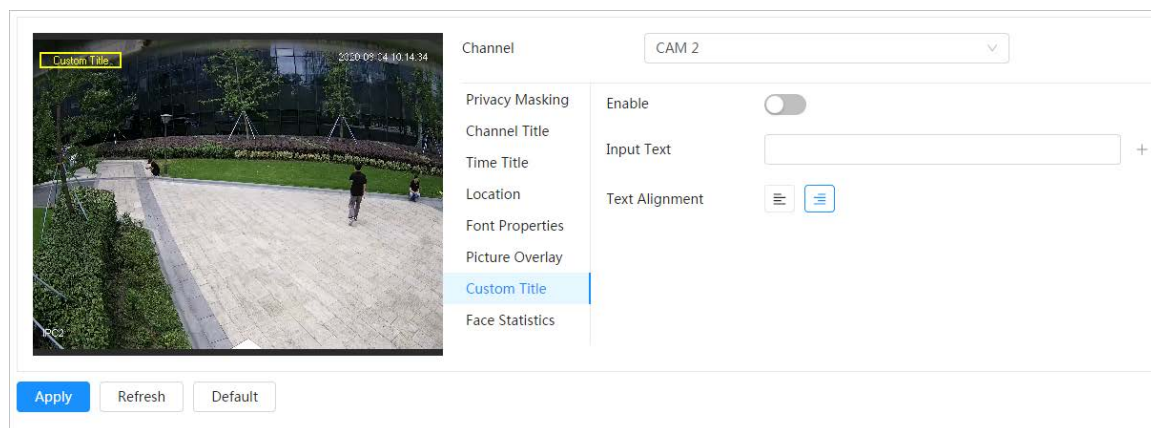 Custom Title
2020-09-04 10:14:34
IPC2
Channel
CAM 2
Privacy Masking
Channel Title
Time Title
Location
Font Properties
Picture Overlay
Custom Title
Face Statistics
Enable
Input Text
+
Text Alignment
Apply
Refresh
Default